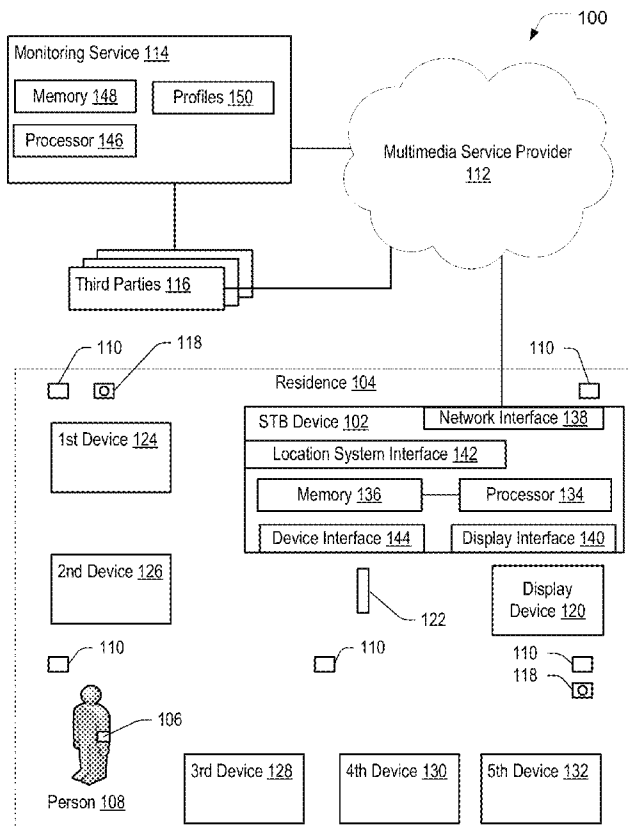 100
Monitoring Service 114
Memory 148
Profiles 150
Processor 146
Multimedia Service Provider
112
Third Parties 116
110
118
110
Residence 104
STB Device 102
Network Interface 138
1st Device 124
Location System Interface 142
Memory 136
Processor 134
Device Interface 144
Display Interface 140
2nd Device 126
122
Display
Device 120
110
110
110
118
106
Person 108
3rd Device 128
4th Device 130
5th Device 132